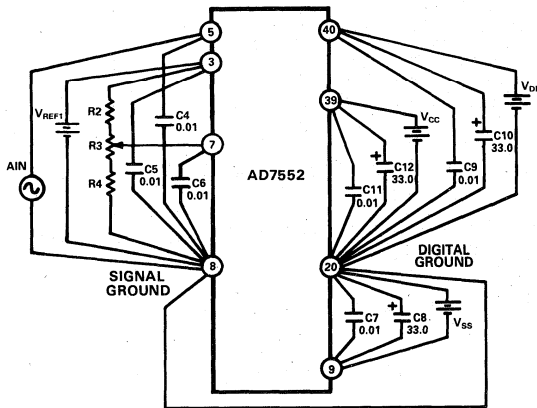 5
40
3
VREF1
R2
R3
R4
AIN
C4
0.01
C5
0.01
C6
0.01
7
AD7552
39
VCC
C12
33.0
C11
0.01
C9
0.01
C10
33.0
8
SIGNAL
GROUND
20
DIGITAL
GROUND
C7
0.01
C8
33.0
VSS
9